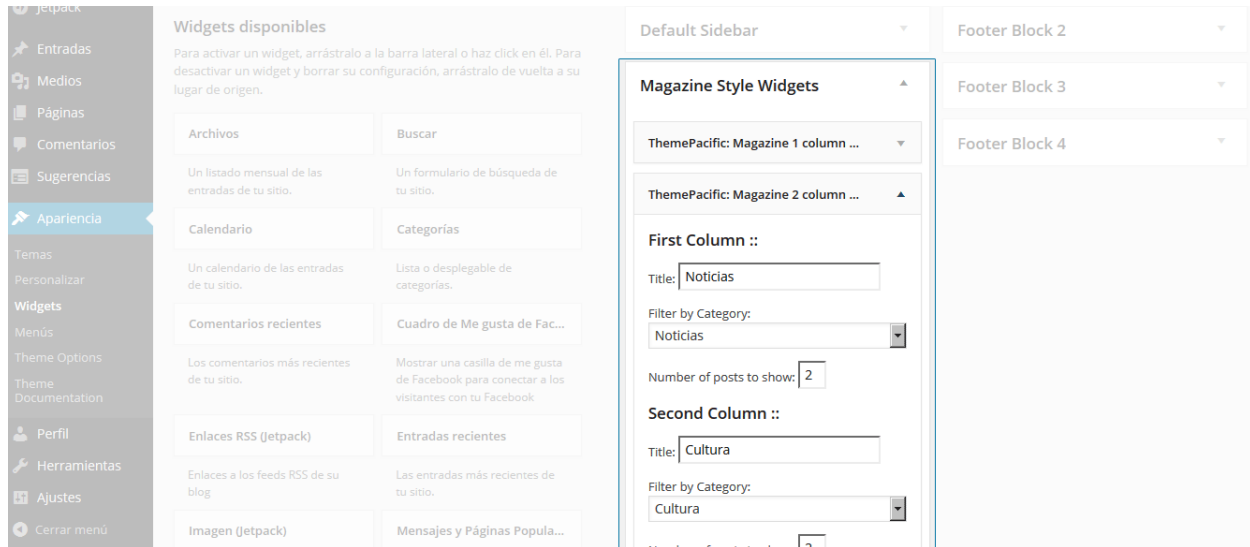 Jetpack
Entradas
Medios
Páginas
Comentarios
Sugerencias
Apariencia
Temas
Personalizar
Widgets
Menús
Theme Options
Theme
Documentation
Perfil
Herramientas
Ajustes
Cerrar menú
Widgets disponibles
Para activar un widget, arrástralo a la barra lateral o haz click en él. Para
desactivar un widget y borrar su configuración, arrástralo de vuelta a su
lugar de origen.
Archivos
Un listado mensual de las
entradas de tu sitio.
Buscar
Un formulario de búsqueda de
tu sitio.
Calendario
Un calendario de las entradas
de tu sitio.
Categorías
Lista o desplegable de
categorías.
Comentarios recientes
Los comentarios más recientes
de tu sitio.
Cuadro de Me gusta de Fac...
Mostrar una casilla de me gusta
de Facebook para conectar a los
visitantes con tu Facebook
Enlaces RSS (Jetpack)
Enlaces a los feeds RSS de su
blog
Entradas recientes
Las entradas más recientes de
tu sitio.
Imagen (Jetpack)
Mensajes y Páginas Popula...
Default Sidebar
Magazine Style Widgets
ThemePacific: Magazine 1 column ...
ThemePacific: Magazine 2 column ...
First Column ::
Title: Noticias
Filter by Category:
Noticias
Number of posts to show: 2
Second Column ::
Title: Cultura
Filter by Category:
Cultura
Footer Block 2
Footer Block 3
Footer Block 4